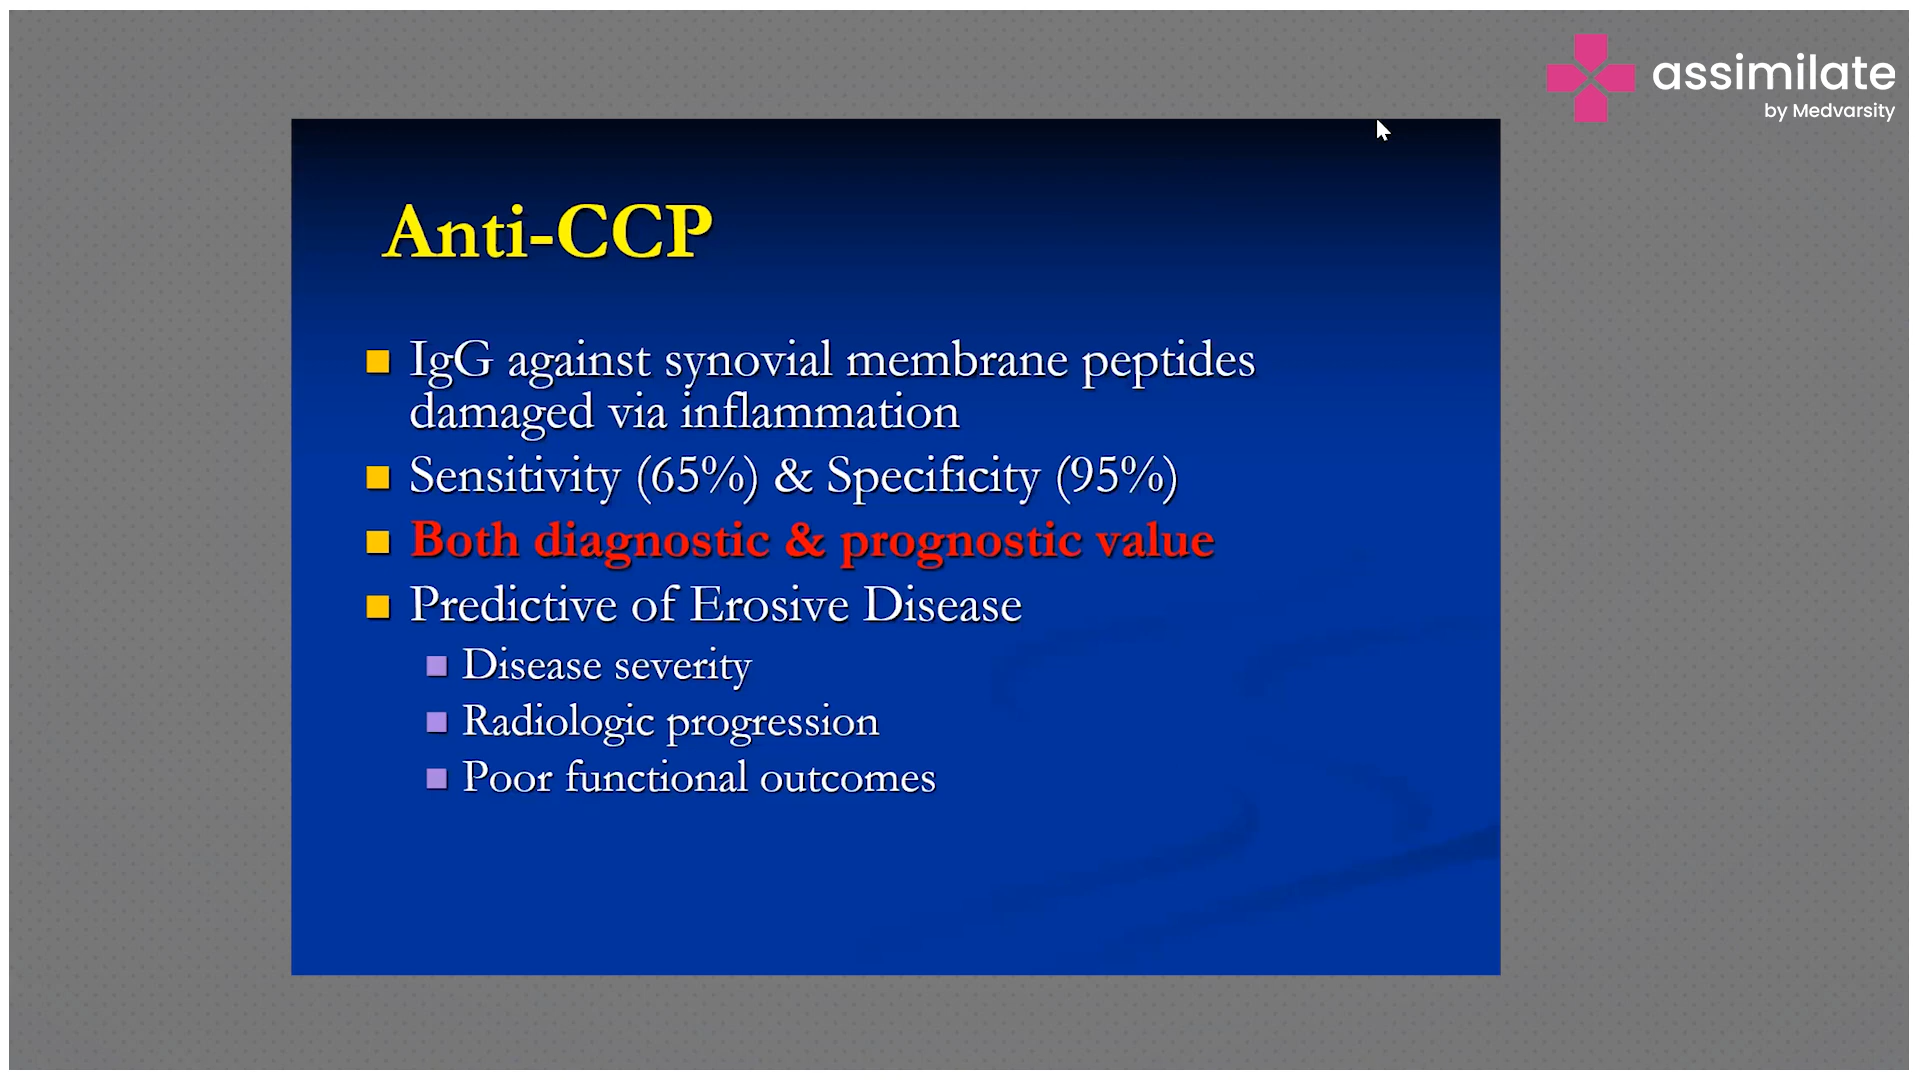 assimilate
by Medvarsity
Anti-CCP
IgG against synovial membrane peptides
damaged via inflammation
Sensitivity (65%) & Specificity (95%)
Both diagnostic & prognostic value
Predictive of Erosive Disease
Disease severity
Radiologic progression
Poor functional outcomes